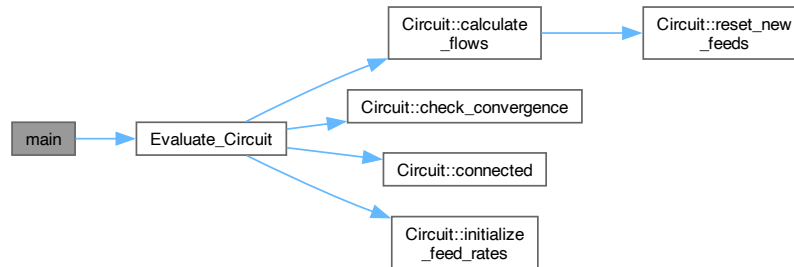 Circuit::calculate
_flows
Circuit::reset_new
_feeds
Circuit::check_convergence
main
Evaluate_Circuit
Circuit::connected
Circuit::initialize
_feed_rates